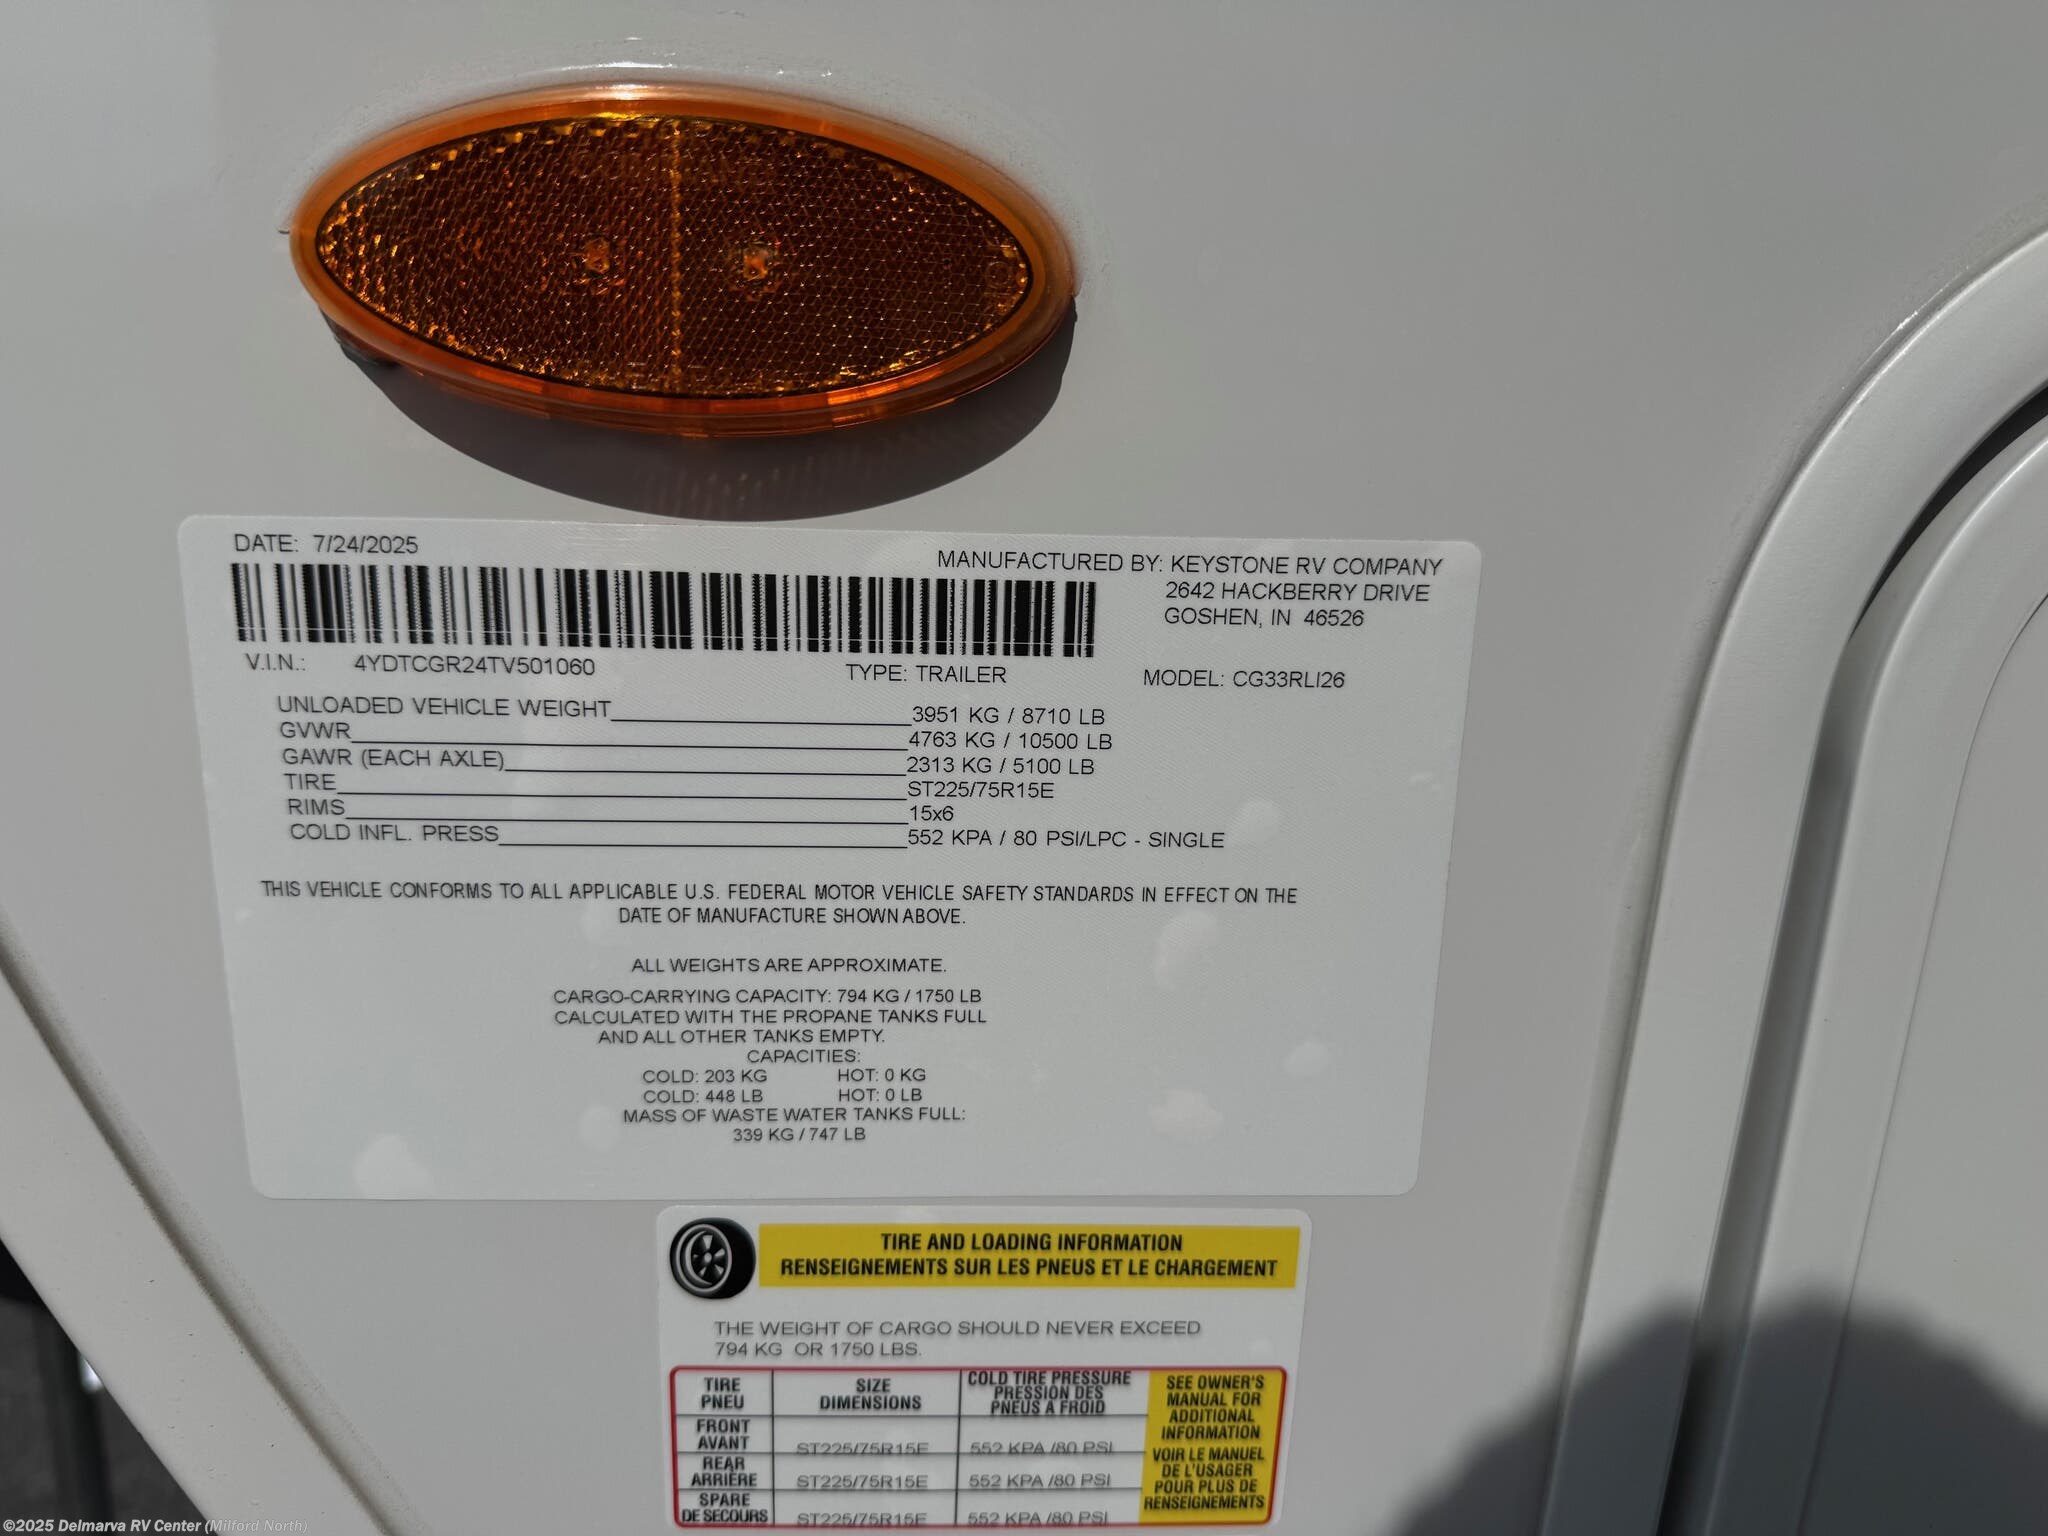 DATE: 7/24/2025
MANUFACTURED BY: KEYSTONE RV COMPANY
2642 HACKBERRY DRIVE
GOSHEN, IN 46526
V.I.N.: 4YDTCGR24TV501060 TYPE: TRAILER MODEL: CG33RLI26
UNLOADED VEHICLE WEIGHT 3951 KG / 8710 LB
GVWR 4763 KG / 10500 LB
GAWR (EACH AXLE) 2313 KG / 5100 LB
TIRE ST225/75R15E
RIMS 15x6
COLD INFL. PRESS 552 KPA / 80 PSI/LPC - SINGLE
THIS VEHICLE CONFORMS TO ALL APPLICABLE U.S. FEDERAL MOTOR VEHICLE SAFETY STANDARDS IN EFFECT ON THE
DATE OF MANUFACTURE SHOWN ABOVE.
ALL WEIGHTS ARE APPROXIMATE.
CARGO-CARRYING CAPACITY: 794 KG / 1750 LB
CALCULATED WITH THE PROPANE TANKS FULL
AND ALL OTHER TANKS EMPTY.
CAPACITIES:
COLD: 203 KG HOT: 0 KG
COLD: 448 LB HOT: 0 LB
MASS OF WASTE WATER TANKS FULL:
339 KG / 747 LB
TIRE AND LOADING INFORMATION
RENSEIGNEMENTS SUR LES PNEUS ET LE CHARGEMENT
THE WEIGHT OF CARGO SHOULD NEVER EXCEED
794 KG OR 1750 LBS.
TIRE
PNEU
SIZE
DIMENSIONS
COLD TIRE PRESSURE
PRESSION DES
PNEUS A FROID
SEE OWNER'S
MANUAL FOR
ADDITIONAL
INFORMATION
VOIR LE MANUEL
DE L'USAGER
POUR PLUS DE
RENSEIGNEMENTS
FRONT
AVANT
ST225/75R15E 552 KPA /80 PSI
REAR
ARRIÈRE
ST225/75R15E 552 KPA /80 PSI
SPARE
DE SECOURS
ST225/75R15E 552 KPA /80 PSI
©2025 Delmarva RV Center (Milford North)